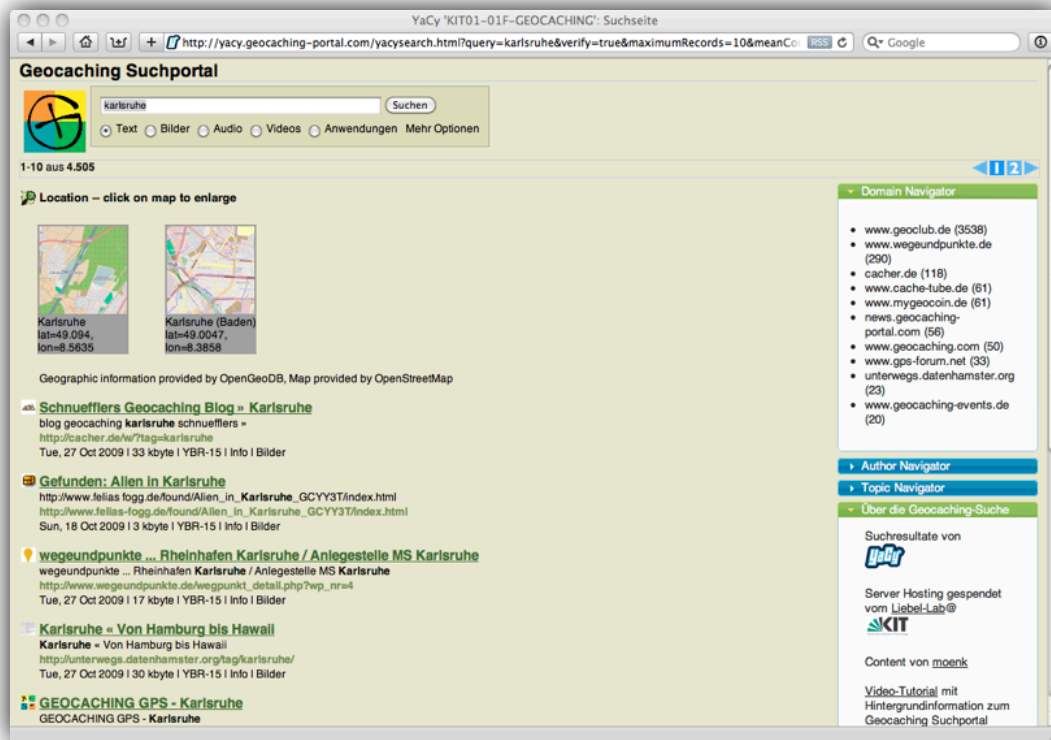 YaCy 'KIT01-01F-GEOCACHING': Suchseite
http://yacy.geocaching-portal.com/yacysearch.html?query=karlsruhe&verify=true&maximumRecords=10&meanCo
RSS
Google
Geocaching Suchportal
karlsruhe
Suchen
Text Bilder Audio Videos Anwendungen Mehr Optionen
1-10 aus 4.505
1 2
Location – click on map to enlarge
Karlsruhe
lat=49.094,
lon=8.5635
Karlsruhe (Baden)
lat=49.0047,
lon=8.3858
Geographic information provided by OpenGeoDB, Map provided by OpenStreetMap
Schnuefflers Geocaching Blog » Karlsruhe
blog geocaching karlsruhe schnuefflers »
http://cacher.de/w/?tag=karlsruhe
Tue, 27 Oct 2009 | 33 kbyte | YBR-15 | Info | Bilder
Gefunden: Alien in Karlsruhe
http://www.felias fogg.de/found/Alien_in_Karlsruhe_GCYY3T/index.html
http://www.felias-fogg.de/found/Alien_in_Karlsruhe_GCYY3T/index.html
Sun, 18 Oct 2009 | 3 kbyte | YBR-15 | Info | Bilder
wegeundpunkte ... Rheinhafen Karlsruhe / Anlegestelle MS Karlsruhe
wegeundpunkte ... Rheinhafen Karlsruhe / Anlegestelle MS Karlsruhe
http://www.wegeundpunkte.de/wegpunkt_detail.php?wp_nr=4
Tue, 27 Oct 2009 | 17 kbyte | YBR-15 | Info | Bilder
Karlsruhe « Von Hamburg bis Hawaii
Karlsruhe « Von Hamburg bis Hawaii
http://unterwegs.datenhamster.org/tag/karlsruhe/
Tue, 27 Oct 2009 | 30 kbyte | YBR-15 | Info | Bilder
GEOCACHING GPS - Karlsruhe
GEOCACHING GPS - Karlsruhe
Domain Navigator
www.geoclub.de (3538)
www.wegeundpunkte.de
(290)
cacher.de (118)
www.cache-tube.de (61)
www.mygeocoin.de (61)
news.geocaching-
portal.com (56)
www.geocaching.com (50)
www.gps-forum.net (33)
unterwegs.datenhamster.org
(23)
www.geocaching-events.de
(20)
Author Navigator
Topic Navigator
Über die Geocaching-Suche
Suchresultate von
YaCy
Server Hosting gespendet
vom Liebel-Lab@
KIT
Content von moenk
Video-Tutorial mit
Hintergrundinformation zum
Geocaching Suchportal